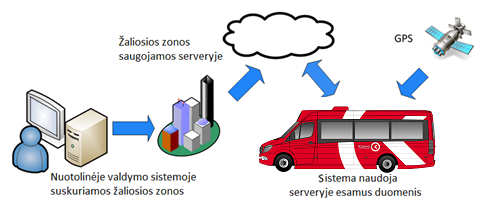 Žaliosios zonos
saugojamos serveryje
GPS
Nuotolinėje valdymo sistemoje
suskuriamos žaliosios zonos
Sistema naudoja
serveryje esamus duomenis